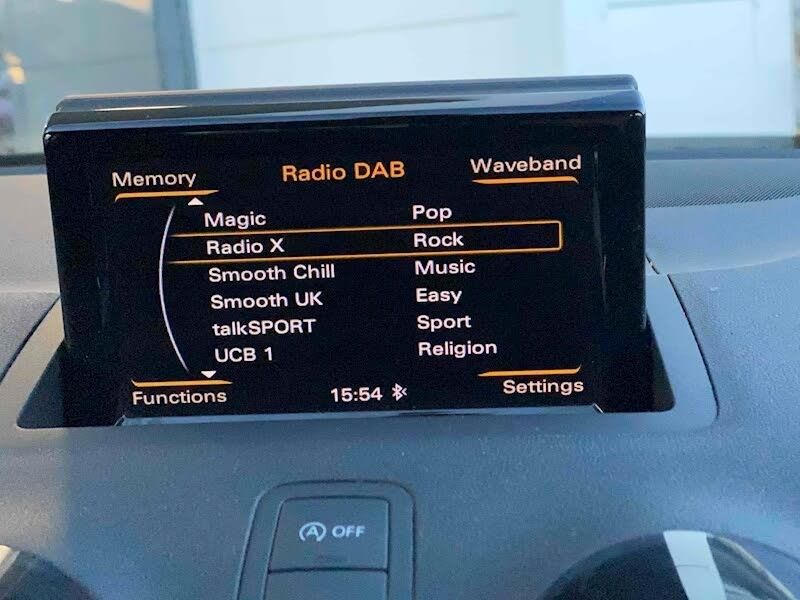 Memory Radio DAB Waveband
Magic Pop
Radio X Rock
Smooth Chill Music
Smooth UK Easy
talkSPORT Sport
UCB 1 Religion
Functions 15:54 Settings
A OFF